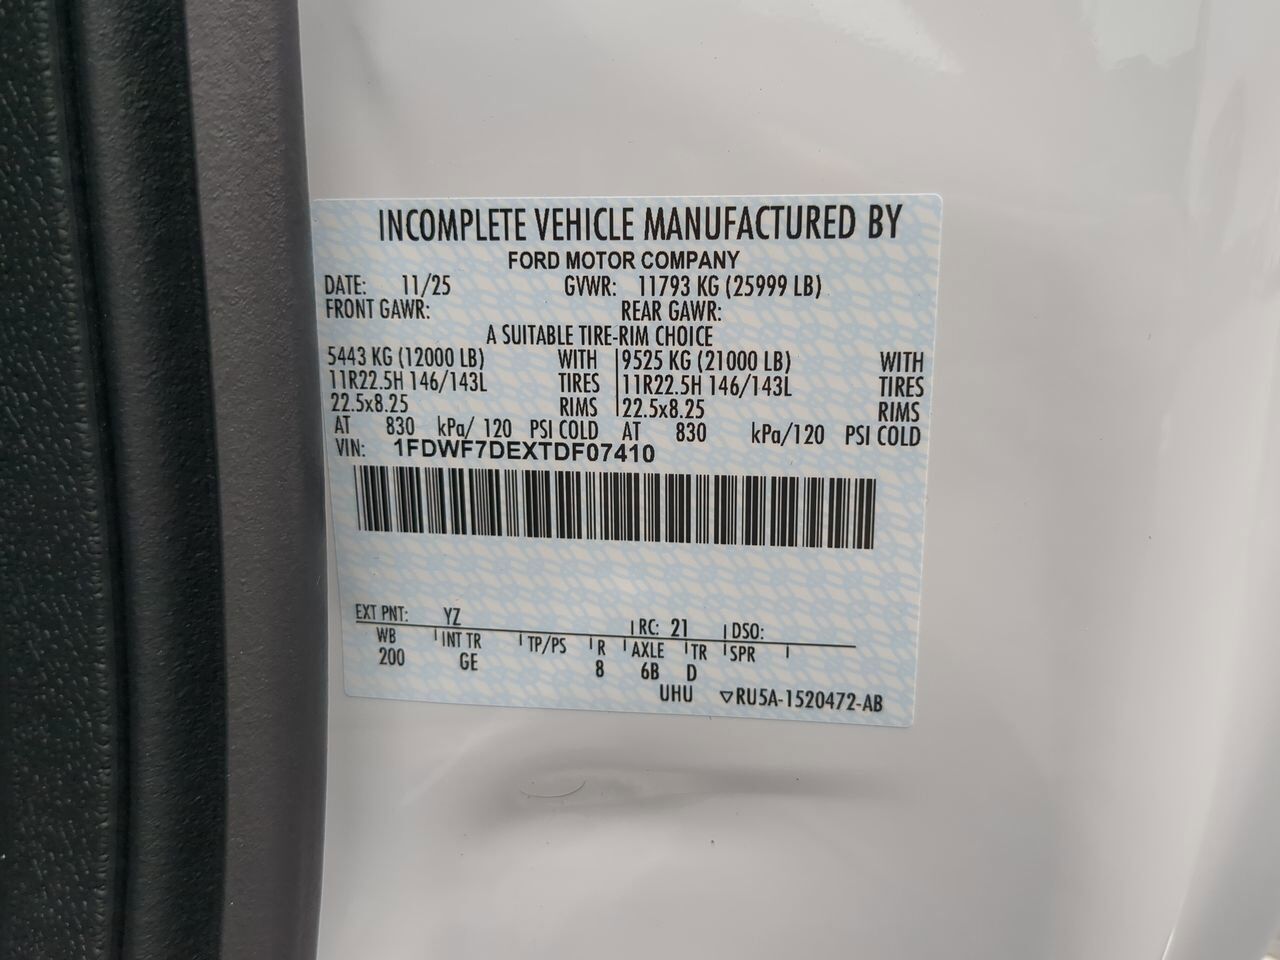 INCOMPLETE VEHICLE MANUFACTURED BY
FORD MOTOR COMPANY
DATE: 11/25 GVWR: 11793 KG (25999 LB)
FRONT GAWR: REAR GAWR:
A SUITABLE TIRE-RIM CHOICE
5443 KG (12000 LB) WITH 9525 KG (21000 LB) WITH
11R22.5H 146/143L TIRES 11R22.5H 146/143L TIRES
22.5x8.25 RIMS 22.5x8.25 RIMS
AT 830 kPa/ 120 PSI COLD AT 830 kPa/120 PSI COLD
VIN: 1FDWF7DEXTDF07410
EXT PNT: YZ RC: 21 DSO:
WB INT TR TP/PS R AXLE TR SPR
200 GE 8 6B D
UHU ▽RU5A-1520472-AB